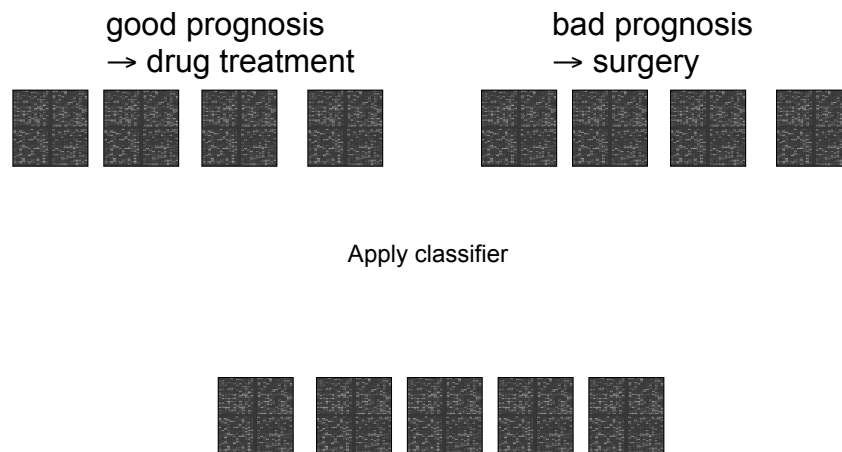 good prognosis
→ drug treatment
bad prognosis
→ surgery
Apply classifier